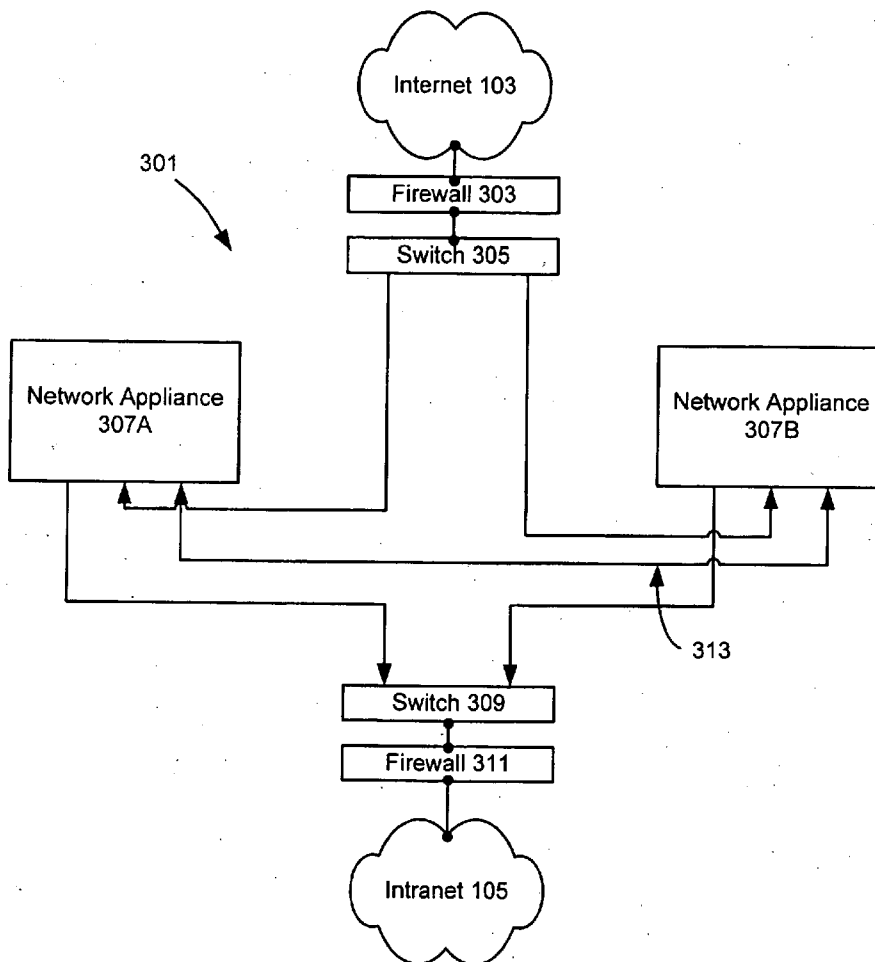 Internet 103
301
Firewall 303
Switch 305
Network Appliance
307A
Network Appliance
307B
313
Switch 309
Firewall 311
Intranet 105